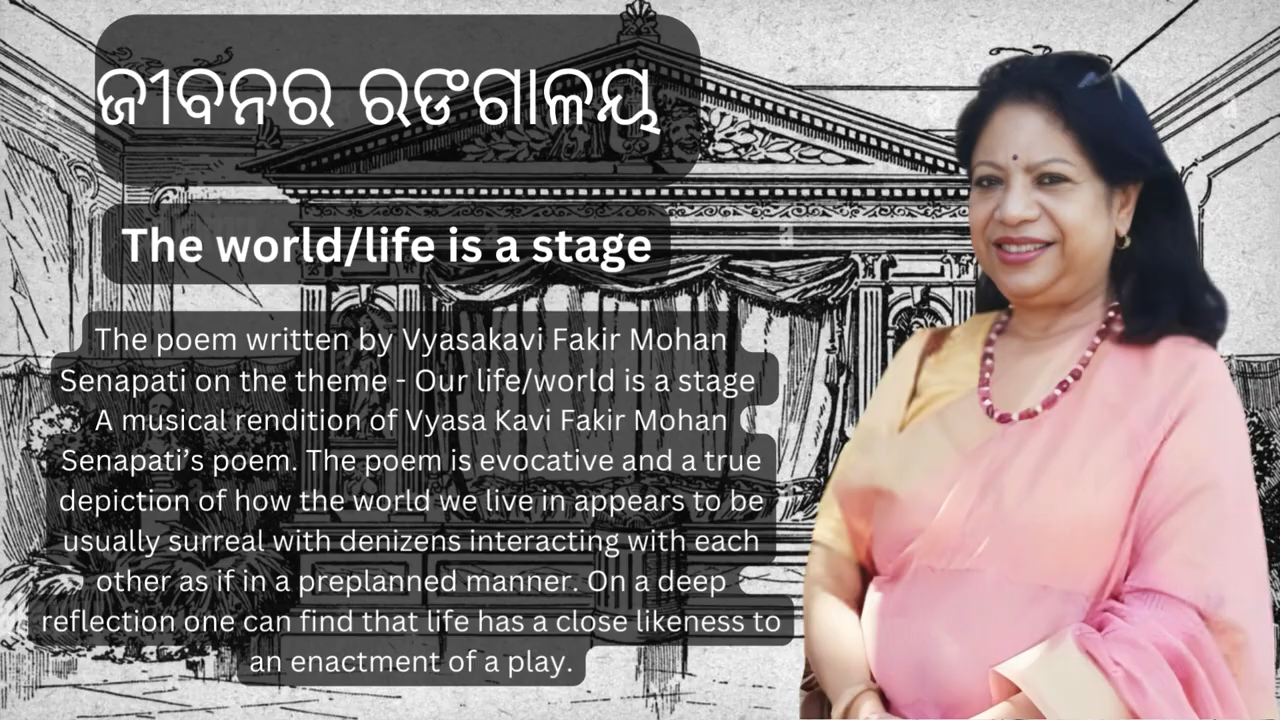 ଜୀବନର ରଙଗାଳୟ
The world/life is a stage
The poem written by Vyasakavi Fakir Mohan
Senapati on the theme - Our life/world is a stage
A musical rendition of Vyasa Kavi Fakir Mohan
Senapati’s poem. The poem is evocative and a true
depiction of how the world we live in appears to be
usually surreal with denizens interacting with each
other as if in a preplanned manner. On a deep
reflection one can find that life has a close likeness to
an enactment of a play.